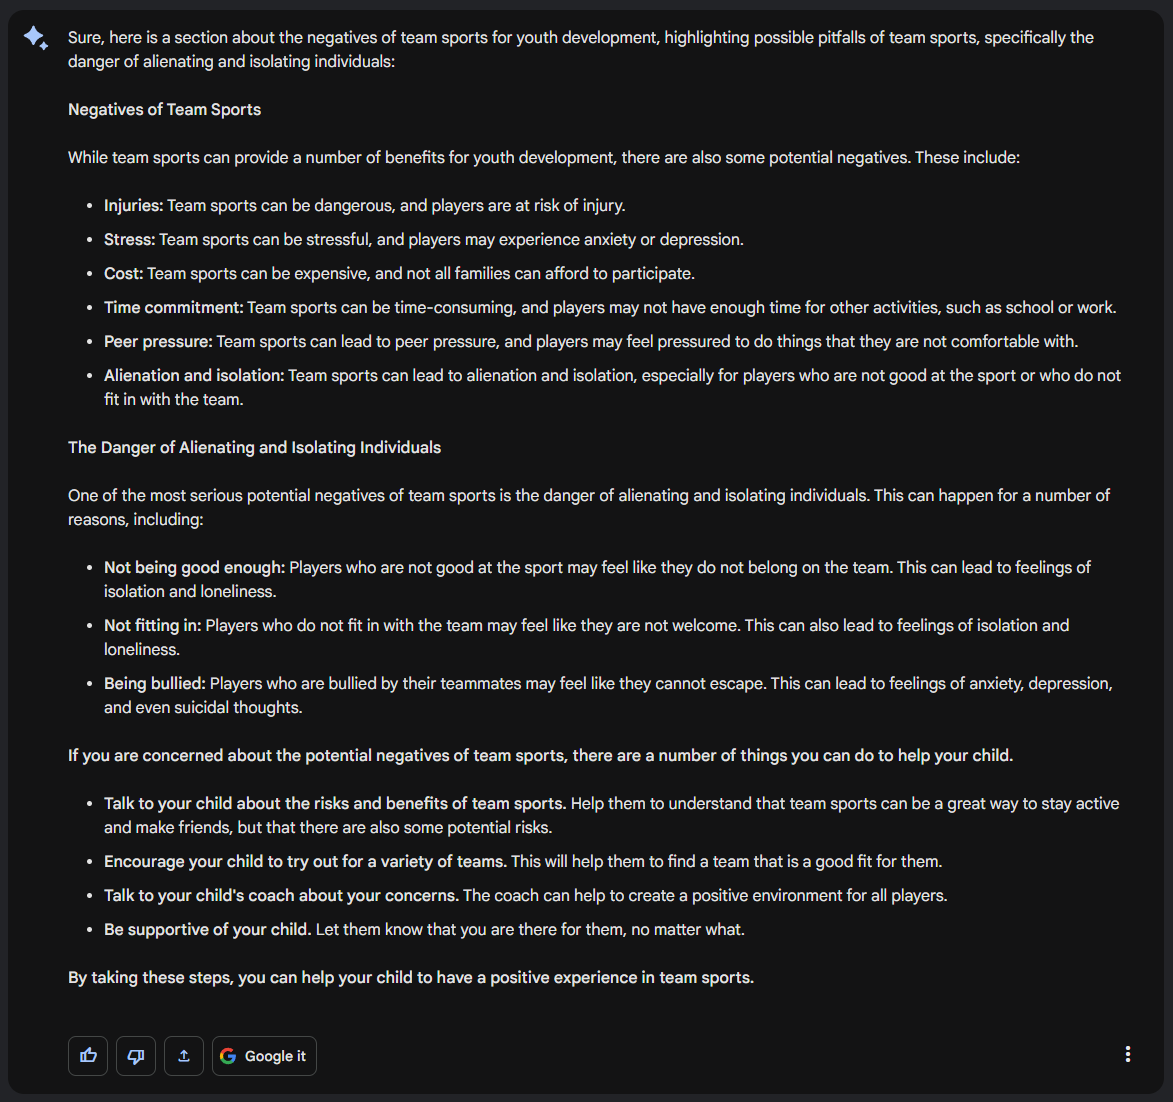 Sure, here is a section about the negatives of team sports for youth development, highlighting possible pitfalls of team sports, specifically the
danger of alienating and isolating individuals:
Negatives of Team Sports
While team sports can provide a number of benefits for youth development, there are also some potential negatives. These include:
• Injuries: Team sports can be dangerous, and players are at risk of injury.
• Stress: Team sports can be stressful, and players may experience anxiety or depression.
• Cost: Team sports can be expensive, and not all families can afford to participate.
• Time commitment: Team sports can be time-consuming, and players may not have enough time for other activities, such as school or work.
• Peer pressure: Team sports can lead to peer pressure, and players may feel pressured to do things that they are not comfortable with.
• Alienation and isolation: Team sports can lead to alienation and isolation, especially for players who are not good at the sport or who do not
fit in with the team.
The Danger of Alienating and Isolating Individuals
One of the most serious potential negatives of team sports is the danger of alienating and isolating individuals. This can happen for a number of
reasons, including:
• Not being good enough: Players who are not good at the sport may feel like they do not belong on the team. This can lead to feelings of
isolation and loneliness.
• Not fitting in: Players who do not fit in with the team may feel like they are not welcome. This can also lead to feelings of isolation and
loneliness.
• Being bullied: Players who are bullied by their teammates may feel like they cannot escape. This can lead to feelings of anxiety, depression,
and even suicidal thoughts.
If you are concerned about the potential negatives of team sports, there are a number of things you can do to help your child.
• Talk to your child about the risks and benefits of team sports. Help them to understand that team sports can be a great way to stay active
and make friends, but that there are also some potential risks.
• Encourage your child to try out for a variety of teams. This will help them to find a team that is a good fit for them.
• Talk to your child's coach about your concerns. The coach can help to create a positive environment for all players.
• Be supportive of your child. Let them know that you are there for them, no matter what.
By taking these steps, you can help your child to have a positive experience in team sports.
Google it